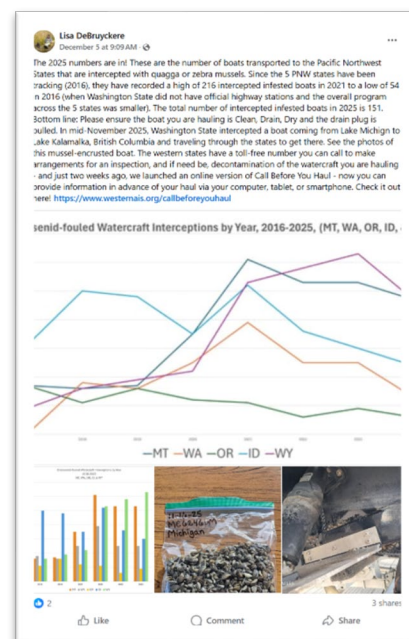 Lisa DeBruyckere
December 5 at 9:09 AM ·
The 2025 numbers are in! These are the number of boats transported to the Pacific Northwest
States that are intercepted with quagga or zebra mussels. Since the 5 PNW states have been
tracking (2016), they have recorded a high of 216 intercepted infested boats in 2021 to a low of 54
in 2016 (when Washington State did not have official highway stations and the overall program
across the 5 states was smaller). The total number of intercepted infested boats in 2025 is 151.
Bottom line: Please ensure the boat you are hauling is Clean, Drain, Dry and the drain plug is
pulled. In mid-November 2025, Washington State intercepted a boat coming from Lake Michign to
Lake Kalamalka, British Columbia and traveling through the states to get there. See the photos of
this mussel-encrusted boat. The western states have a toll-free number you can call to make
arrangements for an inspection, and if need be, decontamination of the watercraft you are hauling
- and just two weeks ago, we launched an online version of Call Before You Haul - now you can
provide information in advance of your haul via your computer, tablet, or smartphone. Check it out
here! https://www.westernais.org/callbeforeyouhaul
senid-fouled Watercraft Interceptions by Year, 2016-2025, (MT, WA, OR, ID,
MT WA OR ID WY
Michigan
2
3 shares
Like Comment Share